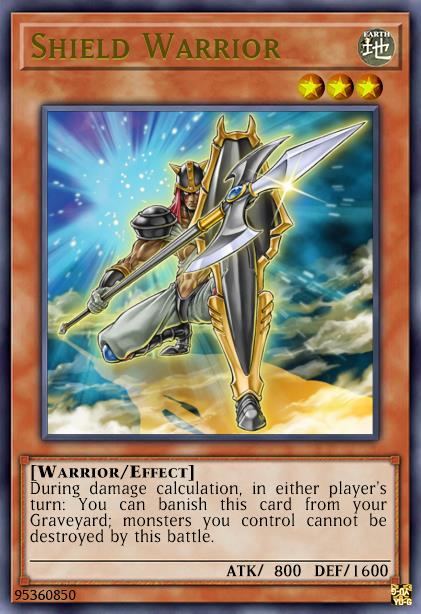 SHIELD WARRIOR
EARTH
地
[WARRIOR/EFFECT]
During damage calculation, in either player's
turn: You can banish this card from your
Graveyard; monsters you control cannot be
destroyed by this battle.
ATK/ 800 DEF/1600
95360850